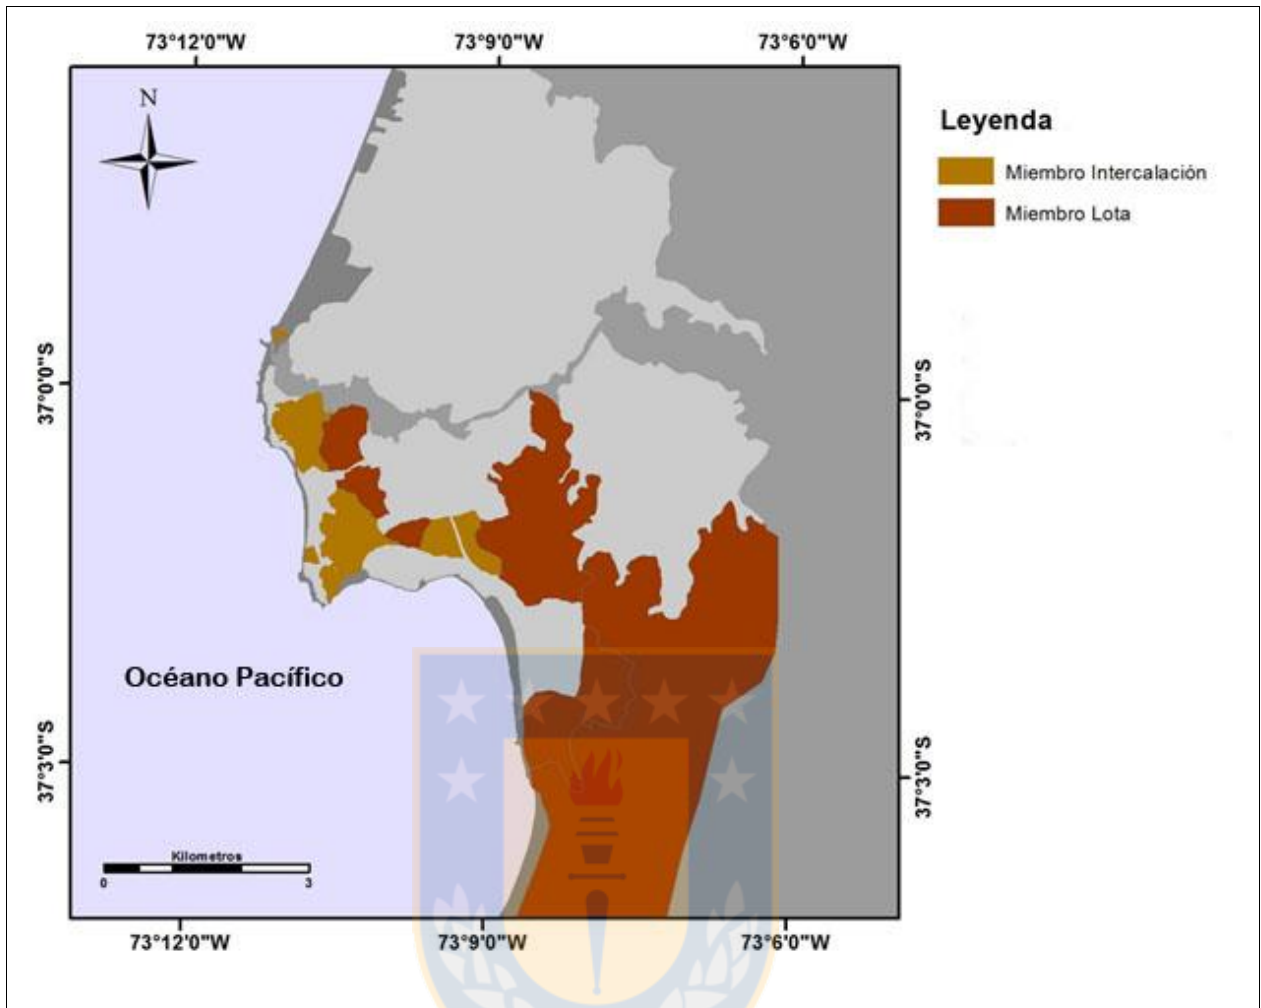 73°12'0"W
73°9'0"W
73°6'0"W
N
Leyenda
Miembro Intercalación
Miembro Lota
37°0'0"S
37°0'0"S
Océano Pacífico
37°3'0"S
37°3'0"S
Kilometros
0
3
73°12'0"W
73°9'0"W
73°6'0"W